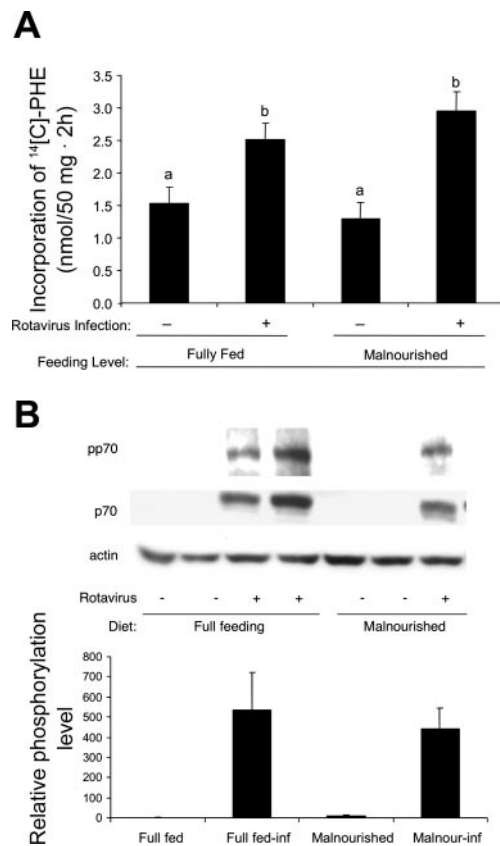 A
Incorporation of ¹⁴[C]-PHE
(nmol/50 mg · 2h)
3.5
3.0
2.5
2.0
1.5
1.0
0.5
0.0
a
b
a
b
Rotavirus Infection: – + – +
Feeding Level: Fully Fed Malnourished
B
pp70
p70
actin
Rotavirus - - + + - - +
Diet: Full feeding Malnourished
Relative phosphorylation
level
800
700
600
500
400
300
200
100
0
Full fed Full fed-inf Malnourished Malnour-inf